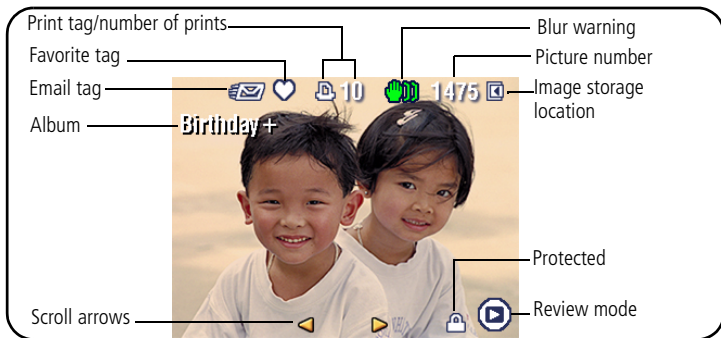 Print tag/number of prints
Favorite tag
Email tag
Album
Blur warning
Picture number
Image storage
location
10
1475
Birthday +
Protected
Scroll arrows
Review mode